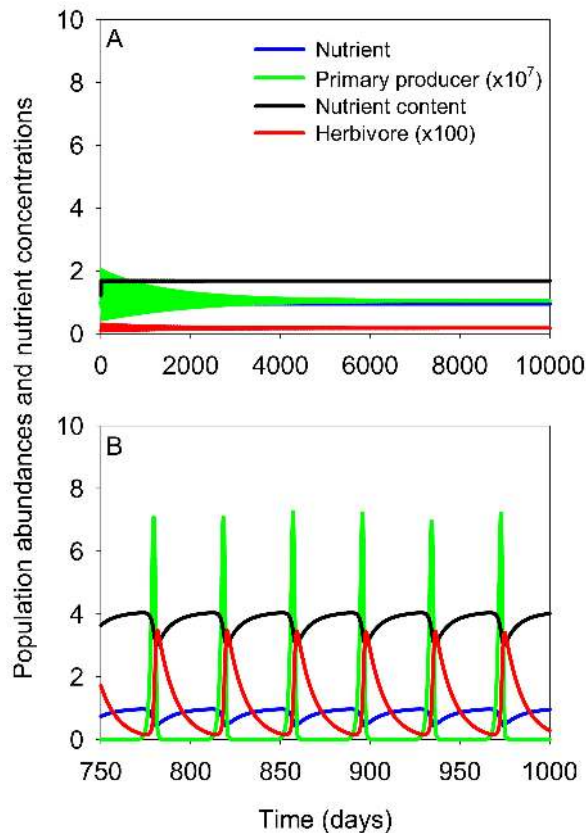 Population abundances and nutrient concentrations
A
10
8
6
4
2
0
Nutrient
Primary producer (x10⁷)
Nutrient content
Herbivore (x100)
0 2000 4000 6000 8000 10000
B
10
8
6
4
2
0
750 800 850 900 950 1000
Time (days)